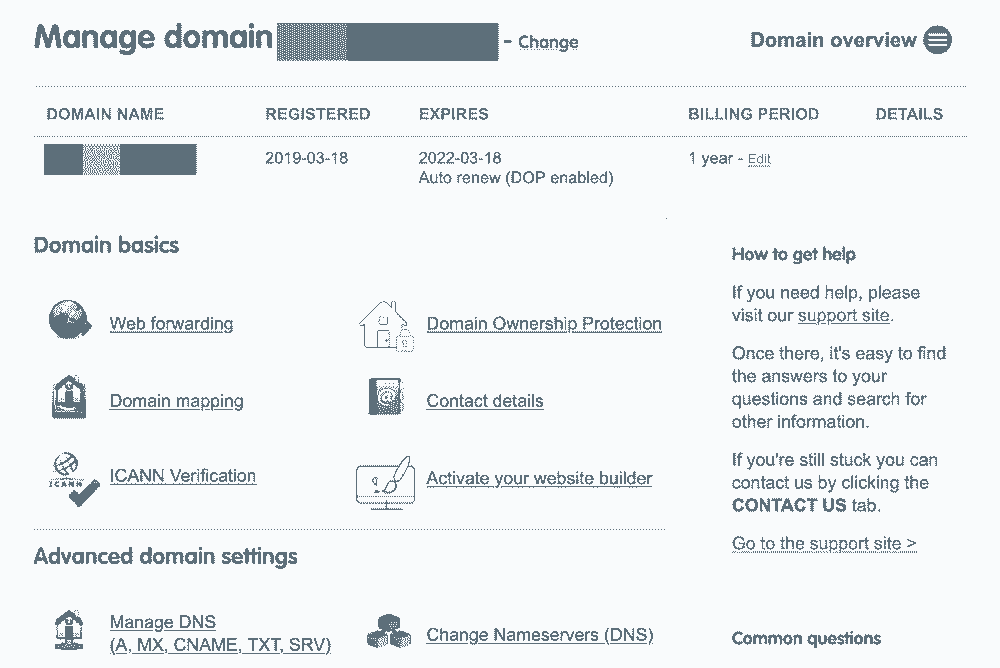 Manage domain - Change
Domain overview
DOMAIN NAME REGISTERED EXPIRES BILLING PERIOD DETAILS
2019-03-18 2022-03-18 1 year - Edit
Auto renew (DOP enabled)
Domain basics
Web forwarding
Domain Ownership Protection
Domain mapping
Contact details
ICANN
ICANN Verification
Activate your website builder
Advanced domain settings
Manage DNS
(A, MX, CNAME, TXT, SRV)
Change Nameservers (DNS)
How to get help
If you need help, please
visit our support site.
Once there, it's easy to find
the answers to your
questions and search for
other information.
If you're still stuck you can
contact us by clicking the
CONTACT US tab.
Go to the support site >
Common questions